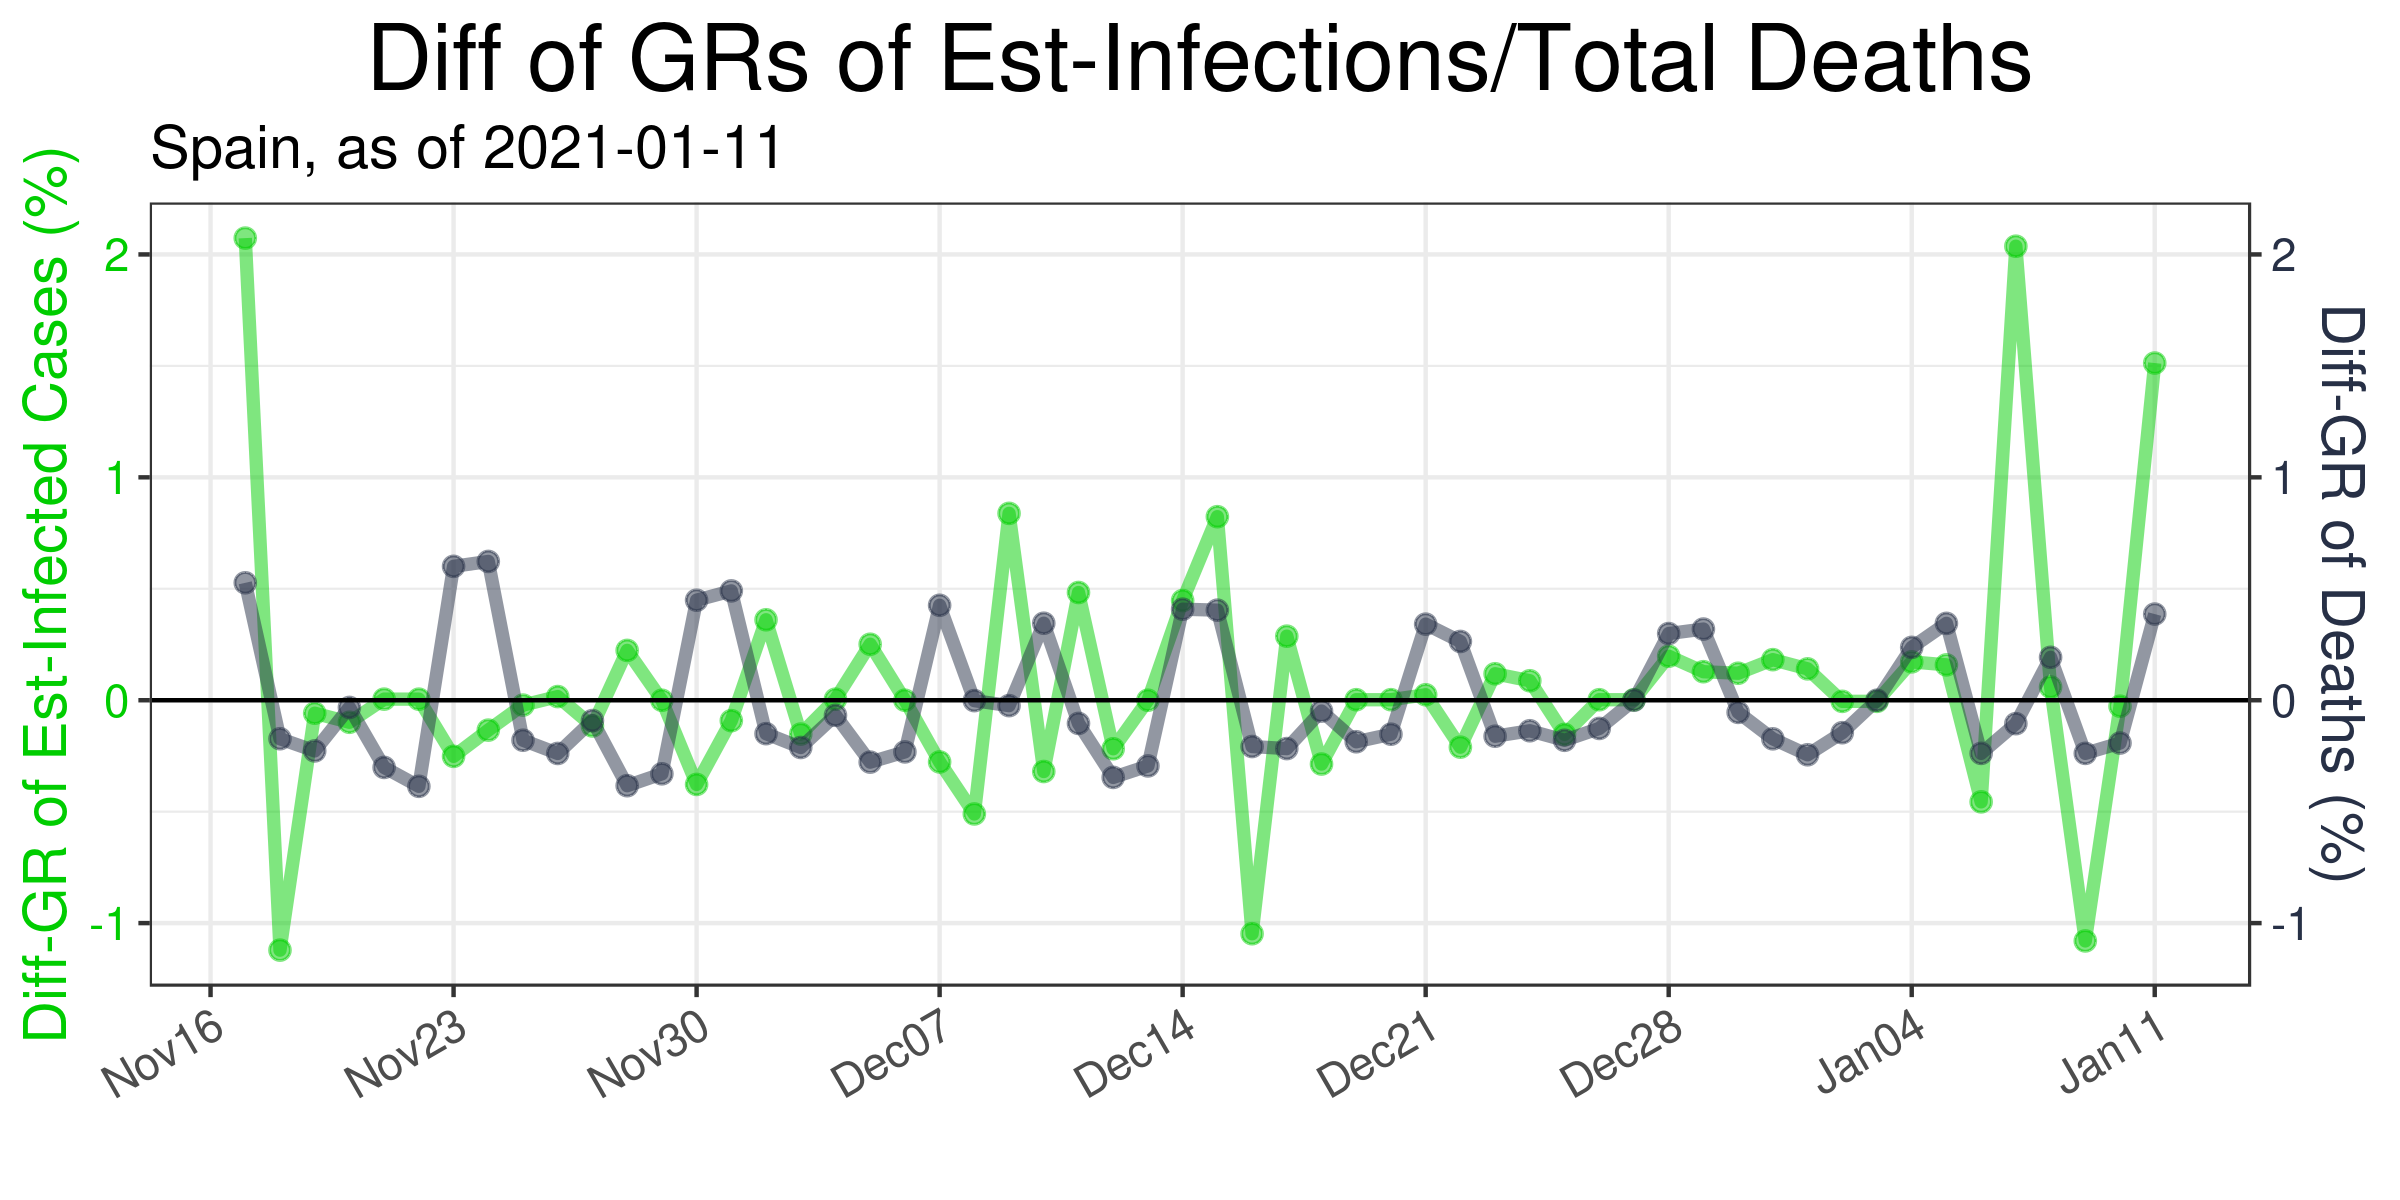 Diff of GRs of Est-Infections/Total Deaths
Spain, as of 2021-01-11
Diff-GR of Est-Infected Cases (%)
2
1
0
-1
2
1
0
-1
Diff-GR of Deaths (%)
Nov16
Nov23
Nov30
Dec07
Dec14
Dec21
Dec28
Jan04
Jan11